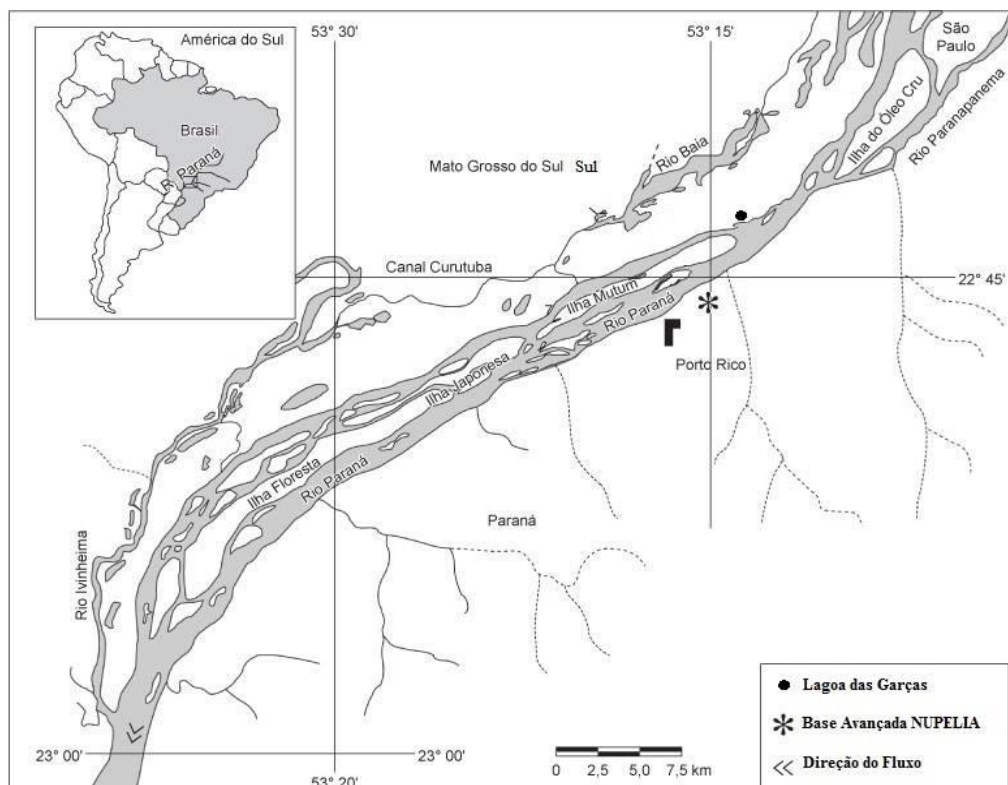 América do Sul
Brasil
Rio Paraná
53° 30'
53° 15'
São
Paulo
Ilha do Óleo Cru
Rio Paranapanema
Rio Baia
Mato Grosso do Sul Sul
Canal Curutuba
22° 45'
Ilha Mutum
Rio Paraná
Porto Rico
Ilha Japonesa
Ilha Floresta
Rio Paraná
Paraná
Rio Ivinheima
23° 00'
23° 00'
53° 20'
0 2,5 5,0 7,5 km
Lagoa das Garças
Base Avançada NUPELIA
Direção do Fluxo